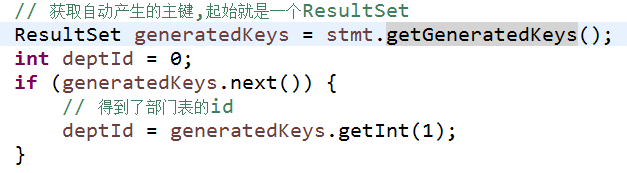 // 获取自动产生的主键,起始就是一个ResultSet
ResultSet generatedKeys = stmt.getGeneratedKeys();
int deptId = 0;
if (generatedKeys.next()) {
    // 得到了部门表的id
    deptId = generatedKeys.getInt(1);
}